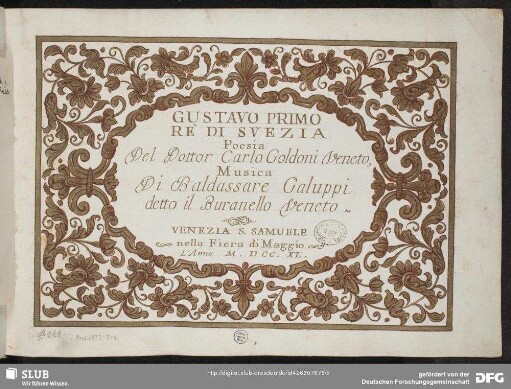 GUSTAVO PRIMO
RE DI SVEZIA
Poesia
Del Dottor Carlo Goldoni Veneto,
Musica
Di Baldassare Galuppi
detto il Buranello Veneto.
VENEZIA S. SAMUELE
nella Fiera di Maggio
L'Anno M. DCC. XL.
SLUB
Wir führen Wissen.
gefördert von der
Deutschen Forschungsgemeinschaft
DFG